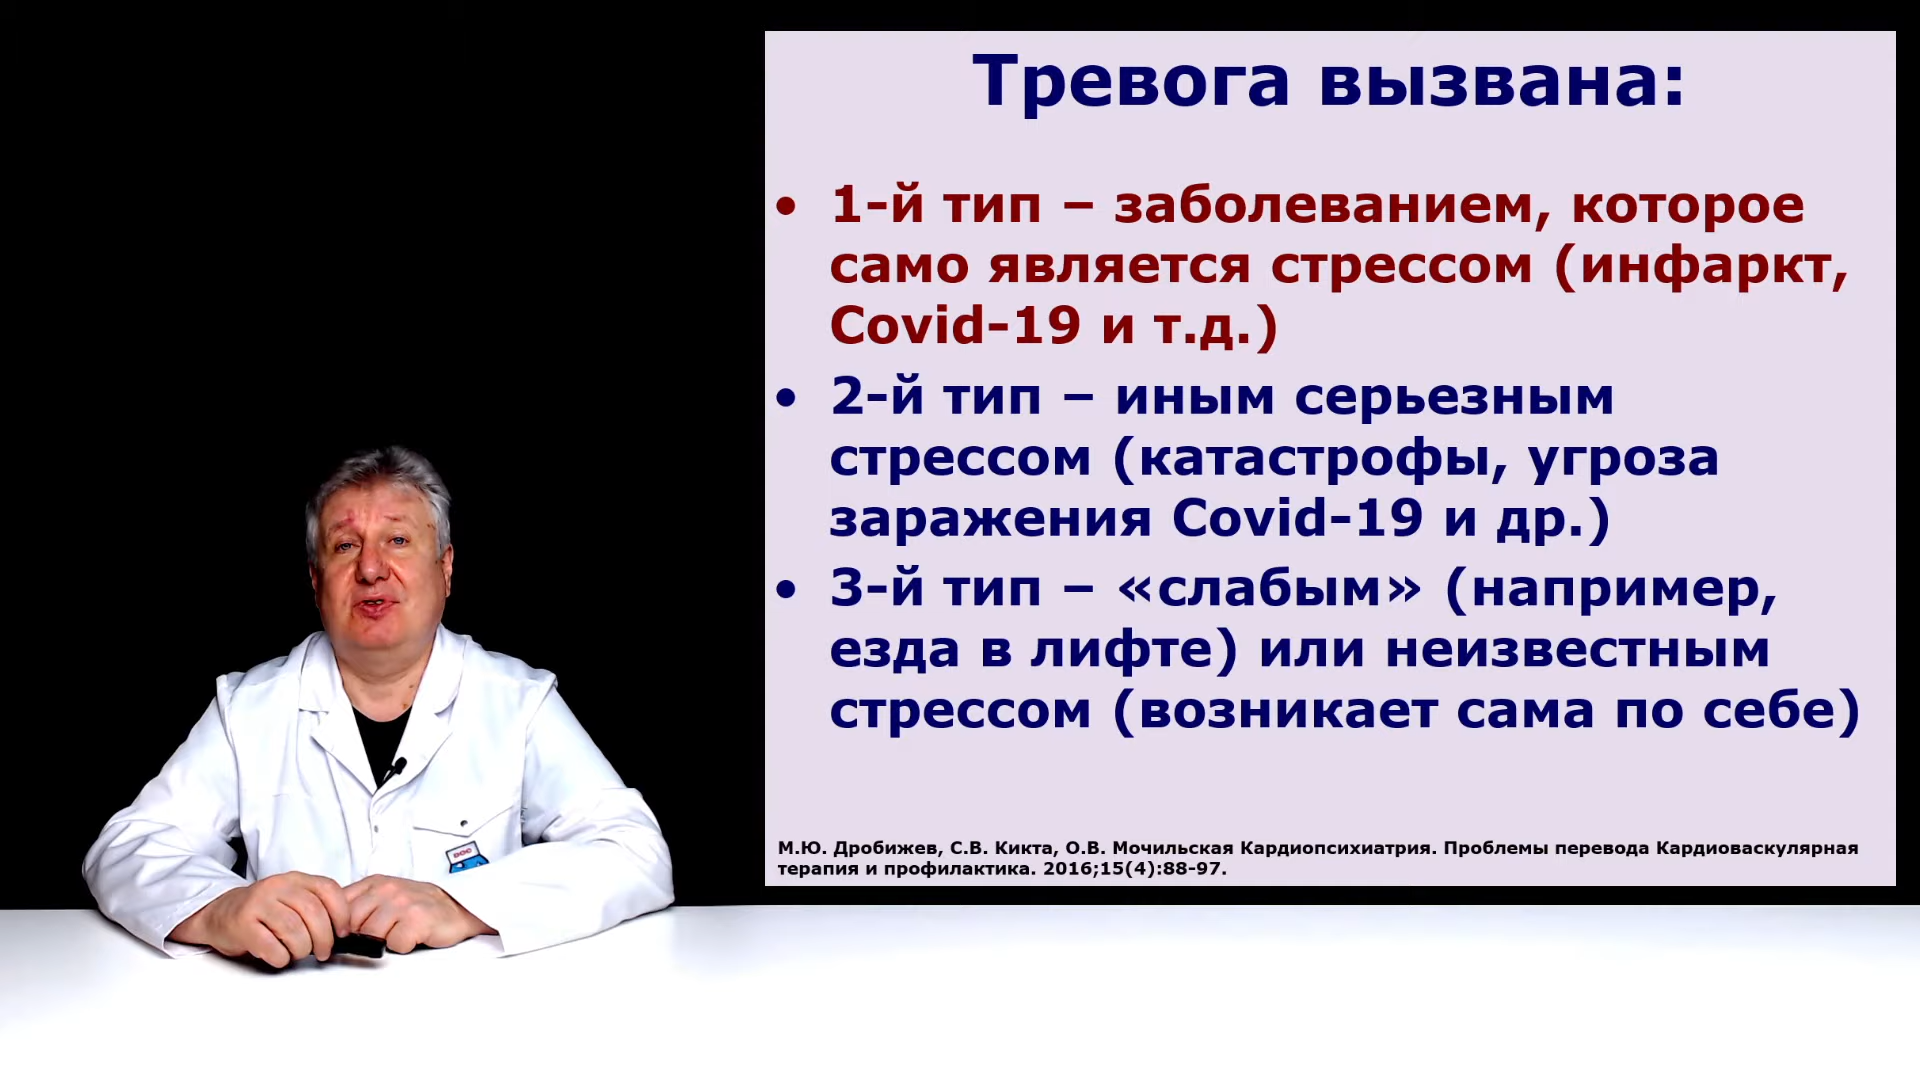 Тревога вызвана:
• 1-й тип – заболеванием, которое
само является стрессом (инфаркт,
Covid-19 и т.д.)
• 2-й тип – иным серьезным
стрессом (катастрофы, угроза
заражения Covid-19 и др.)
• 3-й тип – «слабым» (например,
езда в лифте) или неизвестным
стрессом (возникает сама по себе)
М.Ю. Дробижев, С.В. Кикта, О.В. Мочильская Кардиопсихиатрия. Проблемы перевода Кардиоваскулярная
терапия и профилактика. 2016;15(4):88-97.